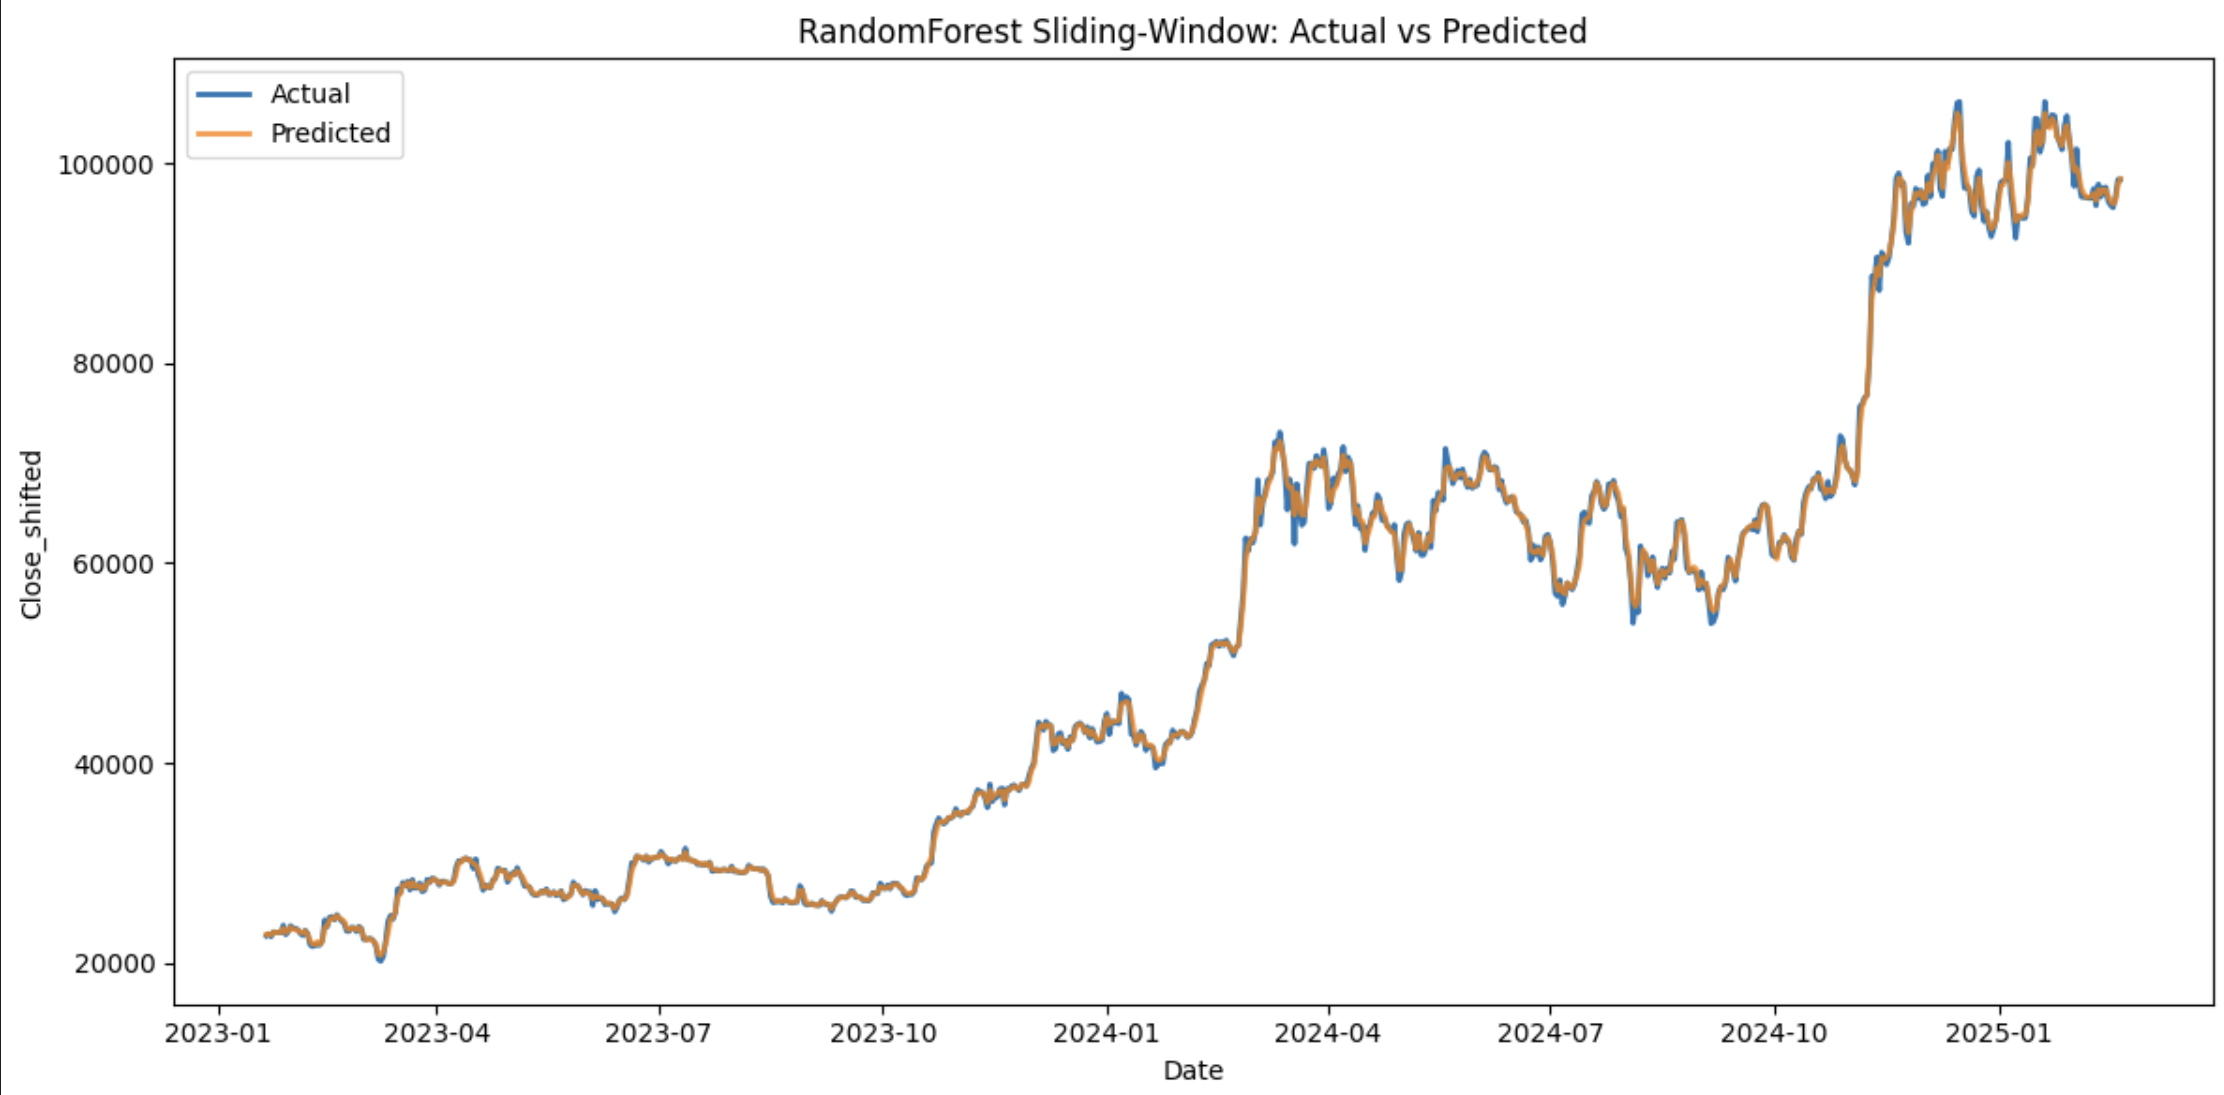 RandomForest Sliding-Window: Actual vs Predicted
Actual
Predicted
100000
80000
60000
40000
20000
Close_shifted
2023-01 2023-04 2023-07 2023-10 2024-01 2024-04 2024-07 2024-10 2025-01
Date